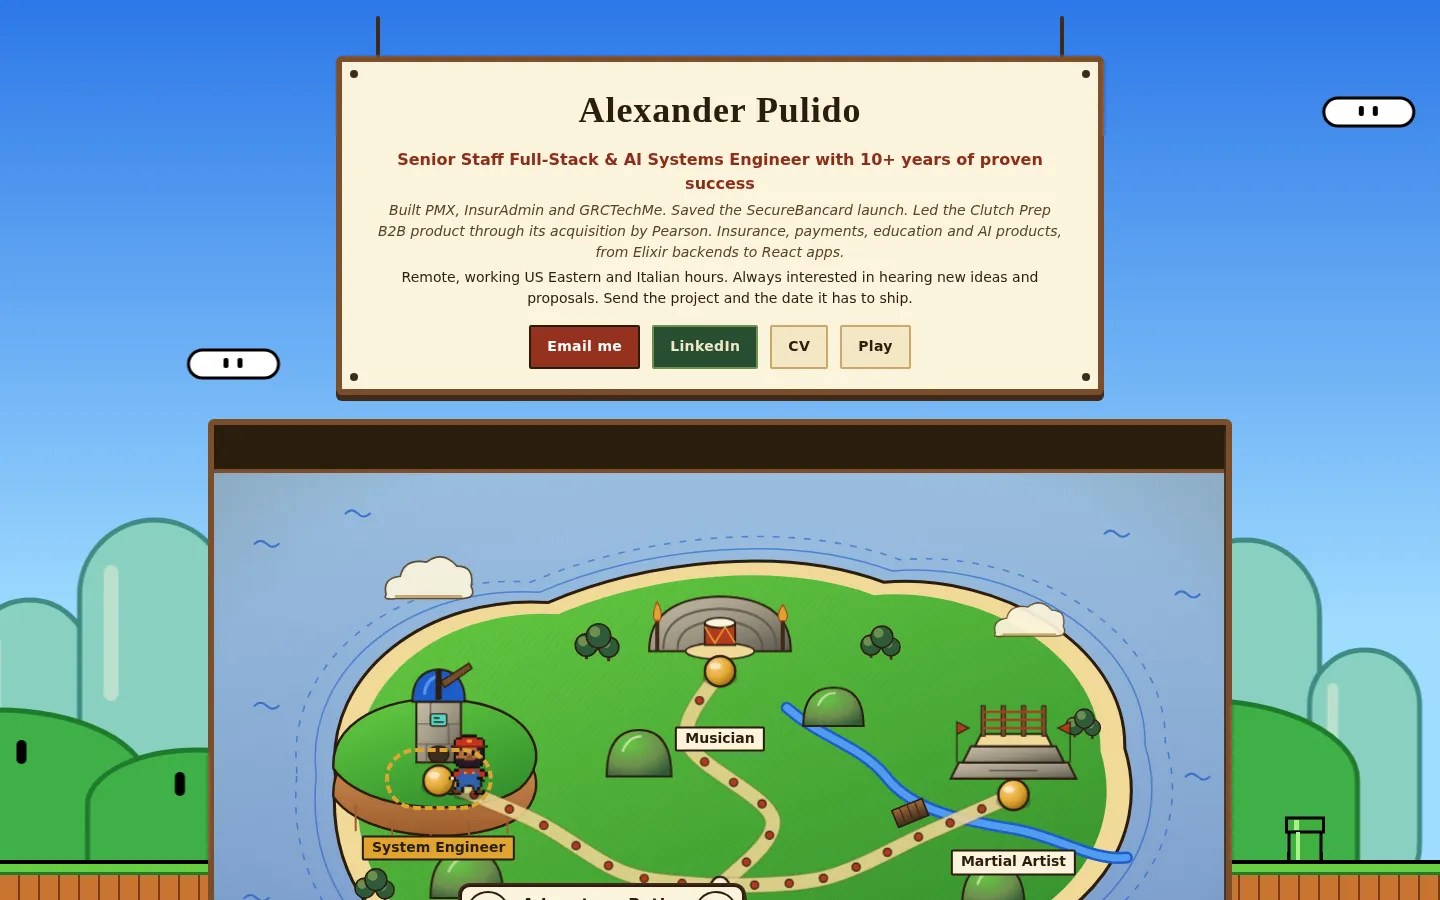 Alexander Pulido
Senior Staff Full-Stack & AI Systems Engineer with 10+ years of proven
success
Built PMX, InsurAdmin and GRCTechMe. Saved the SecureBancard launch. Led the Clutch Prep
B2B product through its acquisition by Pearson. Insurance, payments, education and AI products,
from Elixir backends to React apps.
Remote, working US Eastern and Italian hours. Always interested in hearing new ideas and
proposals. Send the project and the date it has to ship.
Email me
LinkedIn
CV
Play
Musician
System Engineer
Martial Artist